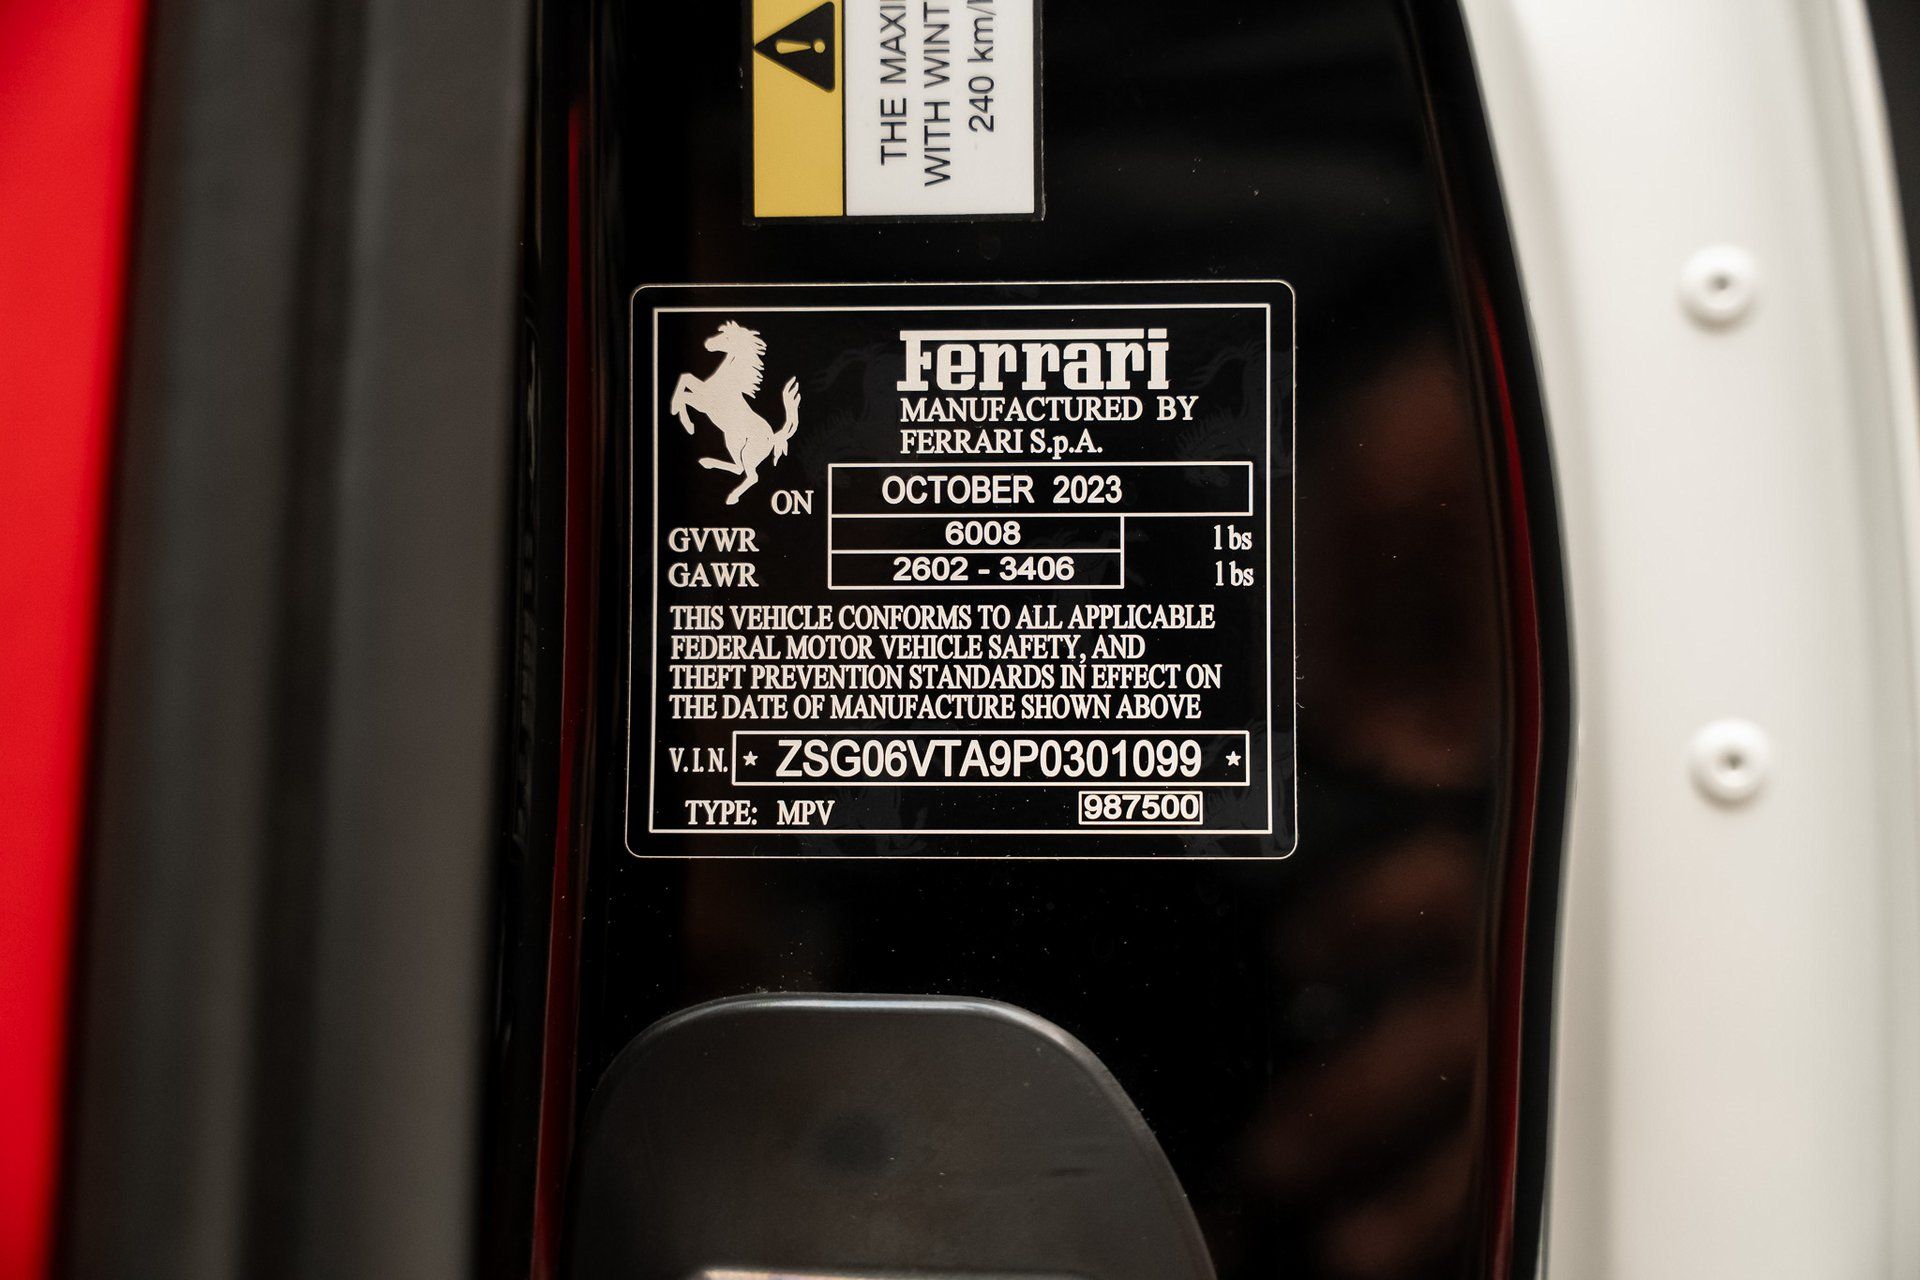 THE MAXI
WITH WINT
240 km/
Ferrari
MANUFACTURED BY
FERRARI S.p.A.
ON OCTOBER 2023
GVWR 6008 lbs
GAWR 2602 - 3406 lbs
THIS VEHICLE CONFORMS TO ALL APPLICABLE
FEDERAL MOTOR VEHICLE SAFETY, AND
THEFT PREVENTION STANDARDS IN EFFECT ON
THE DATE OF MANUFACTURE SHOWN ABOVE
V.I.N. ★ ZSG06VTA9P0301099 ★
TYPE: MPV 987500